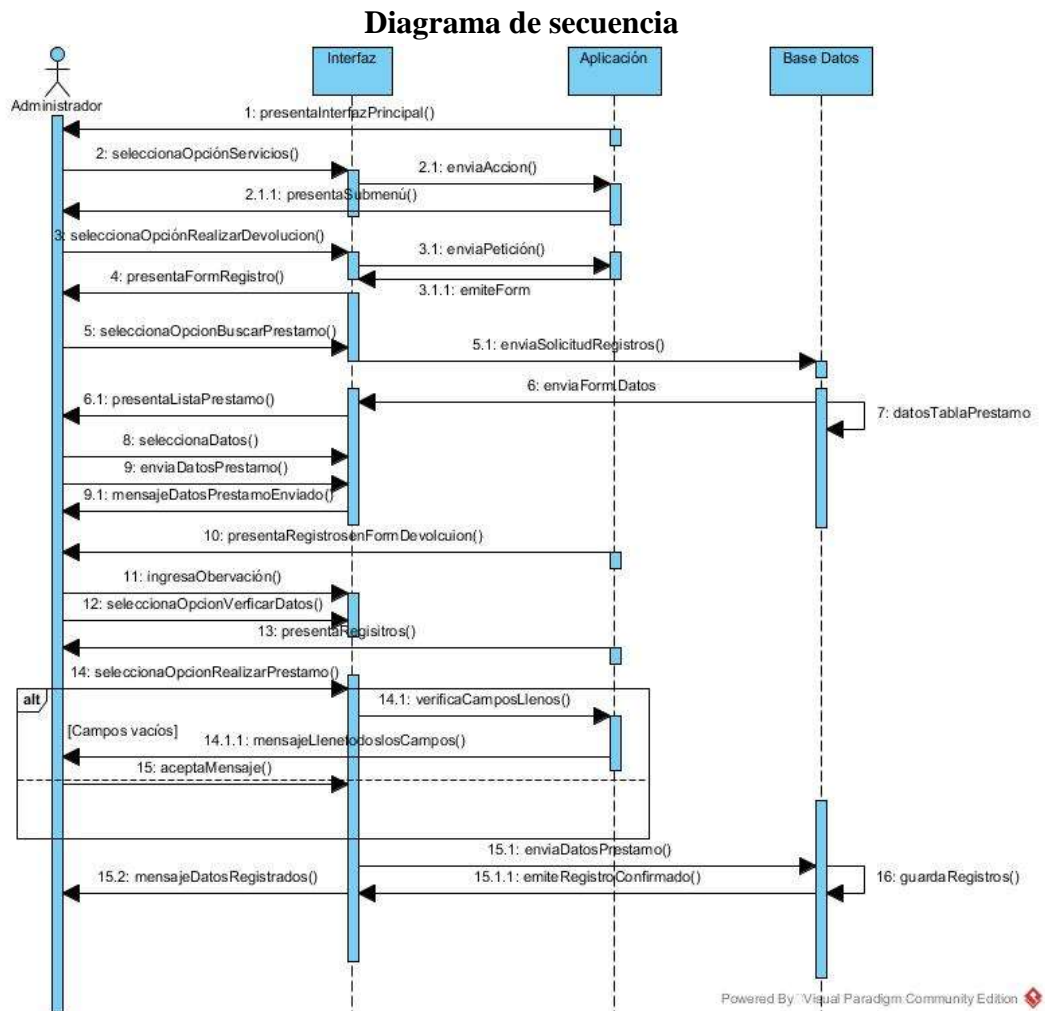 Diagrama de secuencia
Interfaz
Aplicación
Base Datos
Administrador
1: presentaInterfazPrincipal()
2: seleccionaOpciónServicios()
2.1: enviaAccion()
2.1.1: presentaSubmenú()
3: seleccionaOpciónRealizarDevolucion()
3.1: enviaPetición()
4: presentaFormRegistro()
3.1.1: emiteForm
5: seleccionaOpcionBuscarPrestamo()
5.1: enviaSolicitudRegistros()
6: enviaForm.Datos
6.1: presentaListaPrestamo()
7: datosTablaPrestamo
8: seleccionaDatos()
9: enviaDatosPrestamo()
9.1: mensajeDatosPrestamoEnviado()
10: presentaRegistrosenFormDevolcuion()
11: ingresaObervación()
12: seleccionaOpcionVerficarDatos()
13: presentaRegisitros()
14: seleccionaOpcionRealizarPrestamo()
alt
14.1: verificaCamposLlenos()
[Campos vacíos]
14.1.1: mensajeLlenetodoslosCampos()
15: aceptaMensaje()
15.1: enviaDatosPrestamo()
15.2: mensajeDatosRegistrados()
15.1.1: emiteRegistroConfirmado()
16: guardaRegistros()
Powered By Visual Paradigm Community Edition